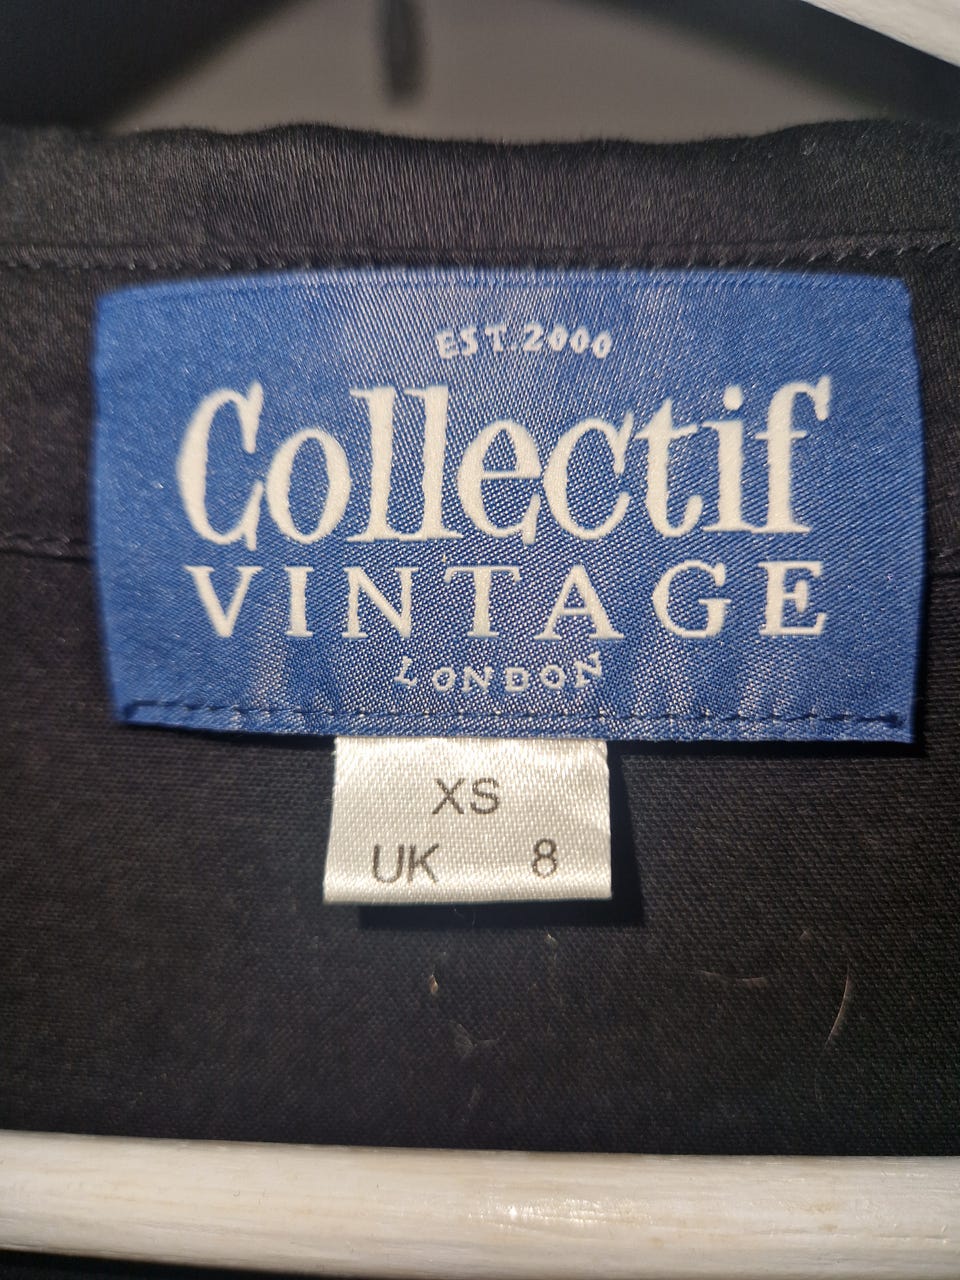 EST.2000
Collectif
VINTAGE
LONDON
XS
UK 8